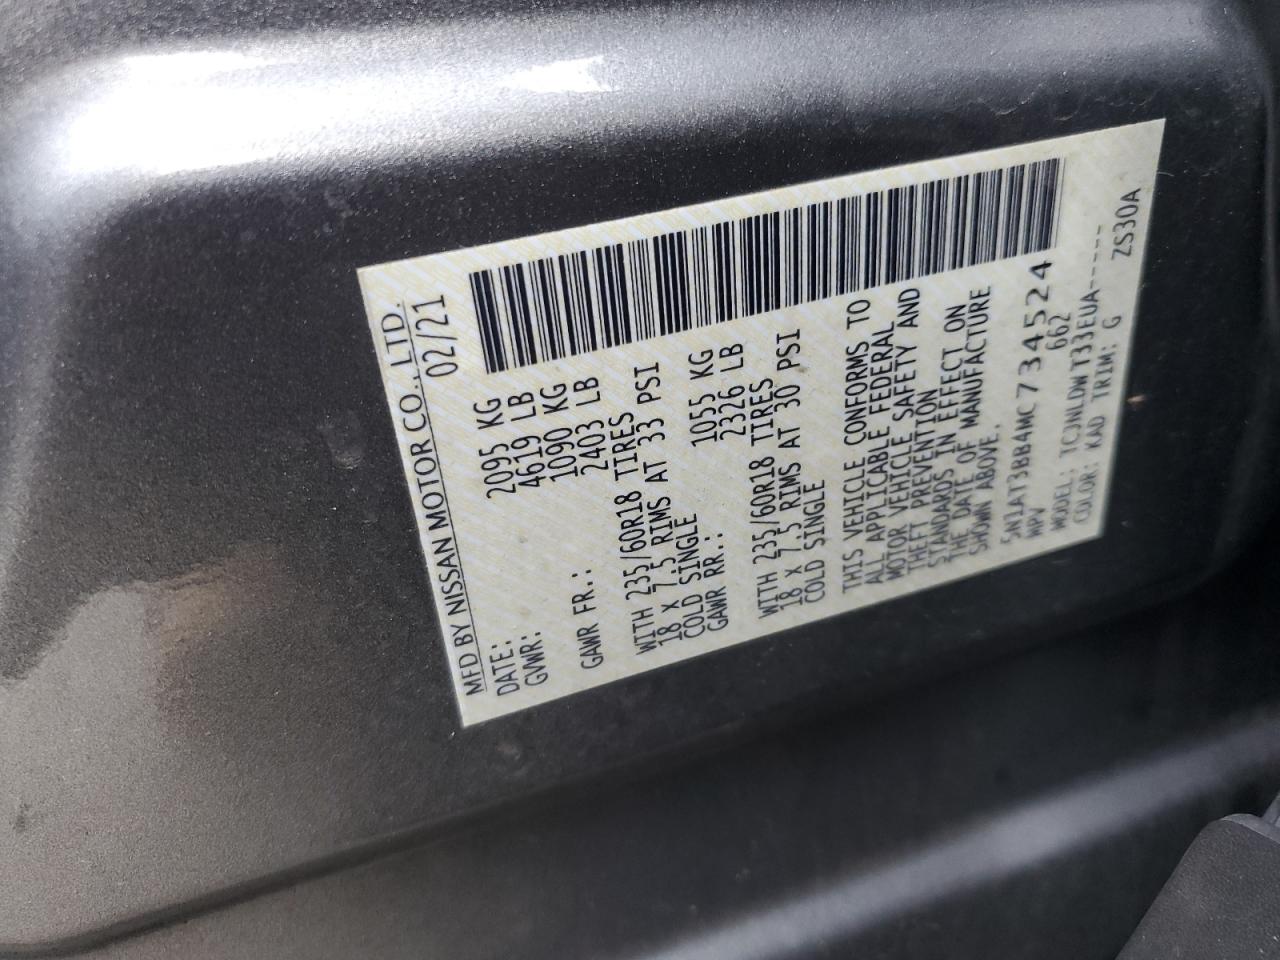 MFD BY NISSAN MOTOR CO., LTD.
DATE: 02/21
GVWR: 2095 KG
4619 LB
1090 KG
GAWR FR.: 2403 LB
WITH 235/60R18 TIRES
18 X 7.5 RIMS AT 33 PSI
COLD SINGLE
GAWR RR.: 1055 KG
2326 LB
WITH 235/60R18 TIRES
18 X 7.5 RIMS AT 30 PSI
COLD SINGLE
THIS VEHICLE CONFORMS TO
ALL APPLICABLE FEDERAL
MOTOR VEHICLE SAFETY AND
THEFT PREVENTION
STANDARDS IN EFFECT ON
THE DATE OF MANUFACTURE
SHOWN ABOVE.
5N1AT3BB4MC734524
MPV 662
MODEL: TCJNLDWT33EUA-----
COLOR: KAD TRIM: G ZS30A